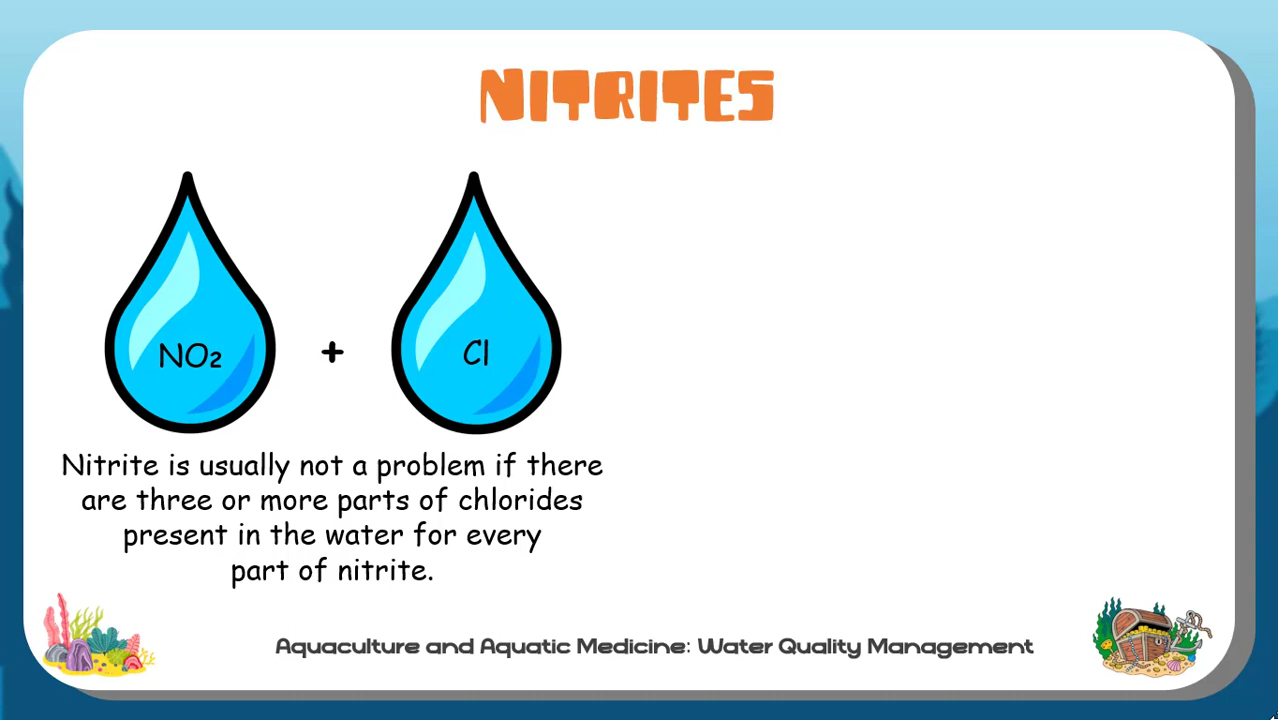 NITRITES
NO₂ + Cl
Nitrite is usually not a problem if there
are three or more parts of chlorides
present in the water for every
part of nitrite.
Aquaculture and Aquatic Medicine: Water Quality Management